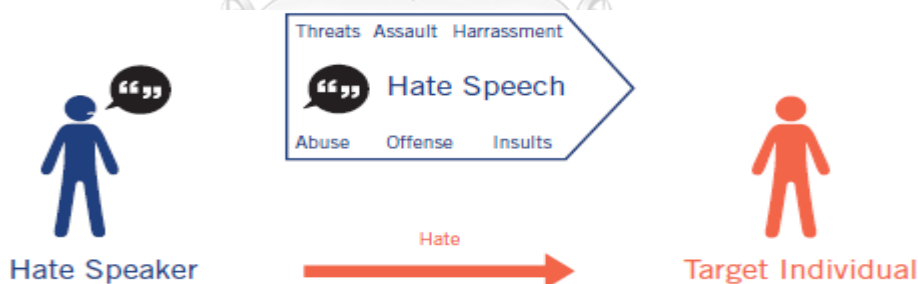 Threats Assault Harrassment
Hate Speech
Abuse Offense Insults
Hate
Hate Speaker
Target Individual